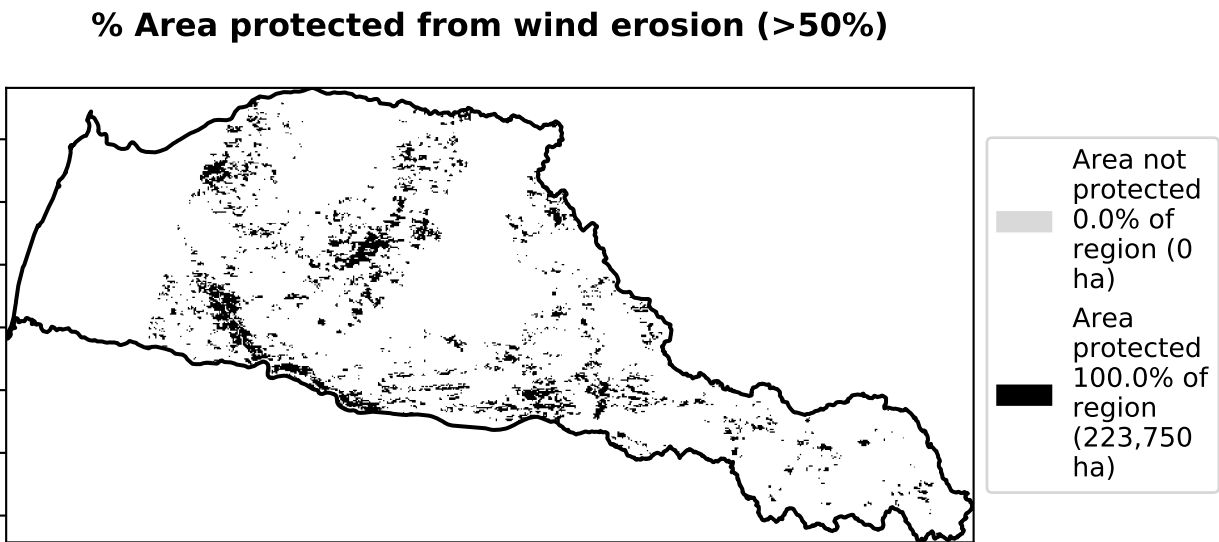 % Area protected from wind erosion (>50%)
Area not
protected
0.0% of
region (0
ha)
Area
protected
100.0% of
region
(223,750
ha)